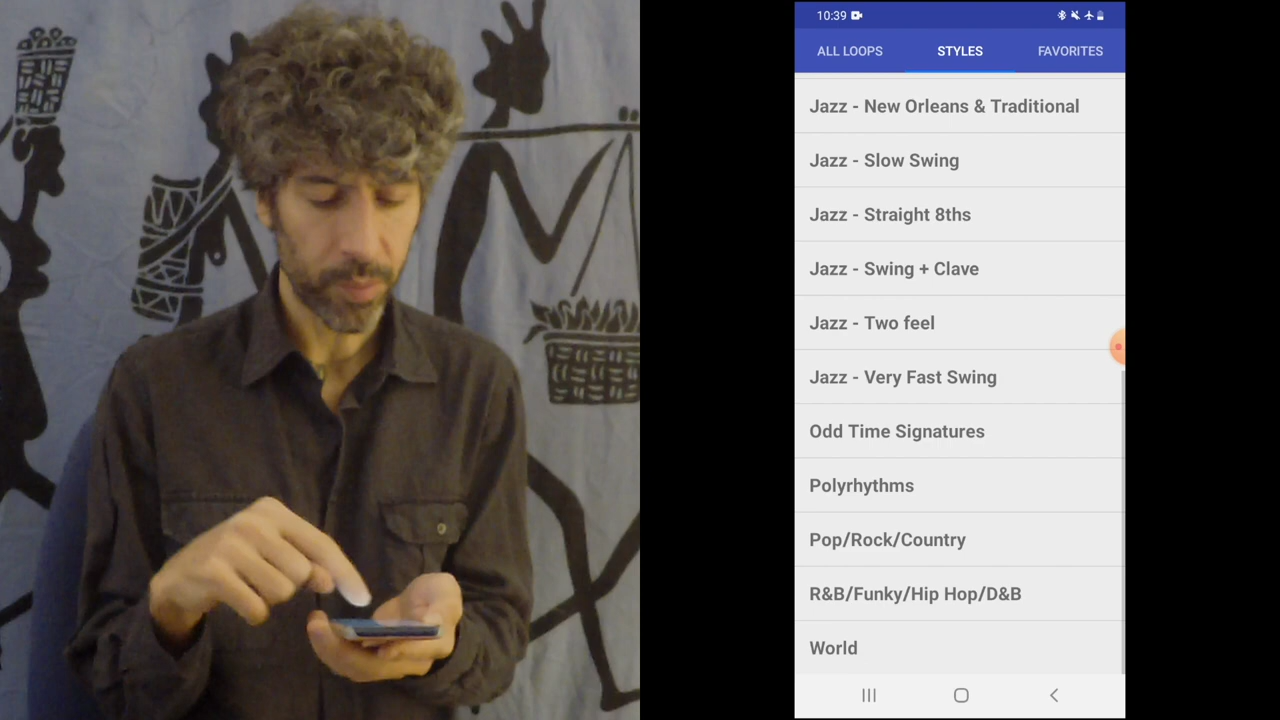 10:39
ALL LOOPS STYLES FAVORITES
Jazz - New Orleans & Traditional
Jazz - Slow Swing
Jazz - Straight 8ths
Jazz - Swing + Clave
Jazz - Two feel
Jazz - Very Fast Swing
Odd Time Signatures
Polyrhythms
Pop/Rock/Country
R&B/Funky/Hip Hop/D&B
World